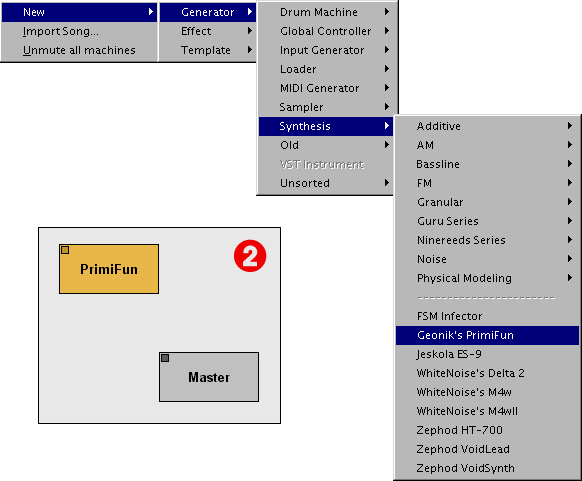 New
Import Song...
Unmute all machines
Generator
Effect
Template
Drum Machine
Global Controller
Input Generator
Loader
MIDI Generator
Sampler
Synthesis
Old
VST Instrument
Unsorted
Additive
AM
Bassline
FM
Granular
Guru Series
Ninereeds Series
Noise
Physical Modeling
------------------------
FSM Infector
Geonik's PrimiFun
Jeskola ES-9
WhiteNoise's Delta 2
WhiteNoise's M4w
WhiteNoise's M4wII
Zephod HT-700
Zephod VoidLead
Zephod VoidSynth
2
PrimiFun
Master